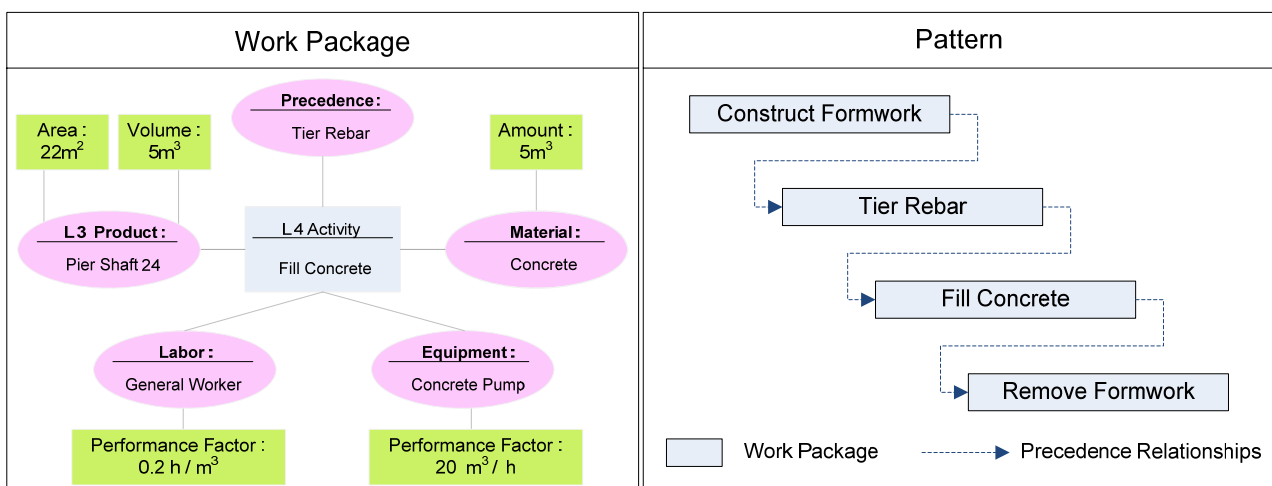 Work Package
Precedence:
Tier Rebar
Area :
22m²
Volume :
5m³
Amount :
5m³
L3 Product:
Pier Shaft 24
L4 Activity
Fill Concrete
Material:
Concrete
Labor:
General Worker
Equipment:
Concrete Pump
Performance Factor :
0.2 h / m³
Performance Factor :
20 m³/ h
Pattern
Construct Formwork
Tier Rebar
Fill Concrete
Remove Formwork
Work Package
Precedence Relationships